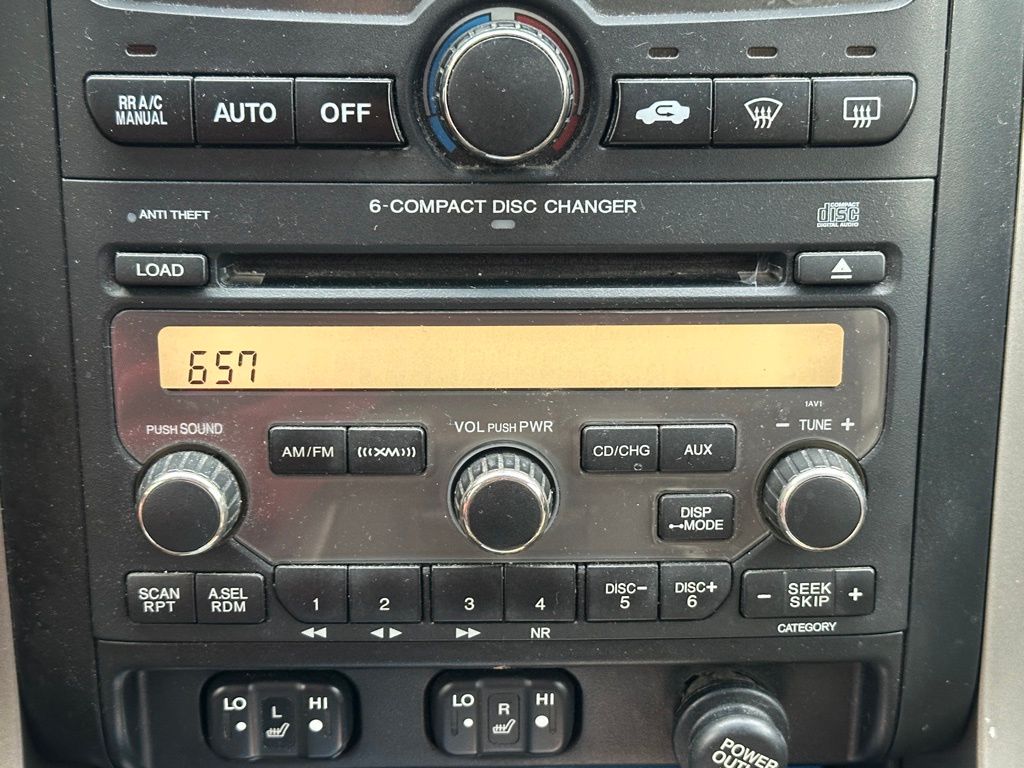 RR A/C
MANUAL
AUTO
OFF
ANTI THEFT
6-COMPACT DISC CHANGER
COMPACT
disc
DIGITAL AUDIO
LOAD
657
PUSH SOUND
VOL PUSH PWR
1AV1
− TUNE +
AM/FM
(((XM)))
CD/CHG
AUX
DISP
MODE
SCAN
RPT
A.SEL
RDM
1
2
3
4
DISC−
5
DISC+
6
− SEEK +
SKIP
NR
CATEGORY
LO
HI
L
LO
HI
R
POWER